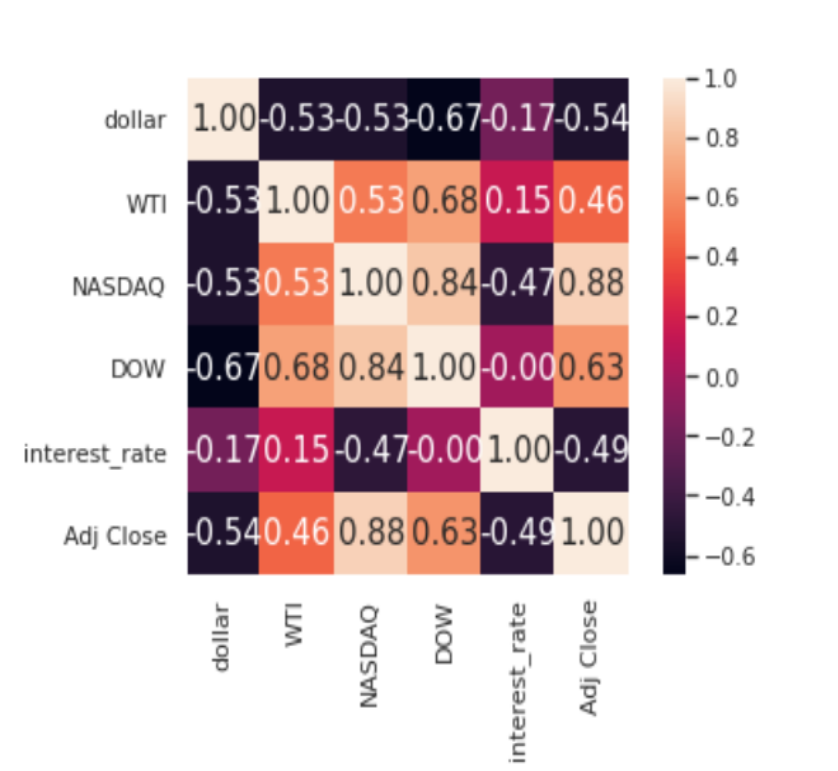 1.0
dollar 1.00 -0.53 -0.53 -0.67 -0.17 -0.54
0.8
WTI -0.53 1.00 0.53 0.68 0.15 0.46
0.6
0.4
NASDAQ -0.53 0.53 1.00 0.84 -0.47 0.88
0.2
DOW -0.67 0.68 0.84 1.00 -0.00 0.63
0.0
−0.2
interest_rate -0.17 0.15 -0.47 -0.00 1.00 -0.49
−0.4
Adj Close -0.54 0.46 0.88 0.63 -0.49 1.00
−0.6
dollar
WTI
NASDAQ
DOW
interest_rate
Adj Close